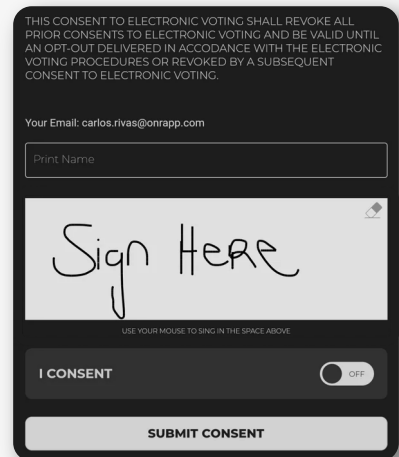 THIS CONSENT TO ELECTRONIC VOTING SHALL REVOKE ALL
PRIOR CONSENTS TO ELECTRONIC VOTING AND BE VALID UNTIL
AN OPT-OUT DELIVERED IN ACCODANCE WITH THE ELECTRONIC
VOTING PROCEDURES OR REVOKED BY A SUBSEQUENT
CONSENT TO ELECTRONIC VOTING.
Your Email: carlos.rivas@onrapp.com
Print Name
Sign HERE
USE YOUR MOUSE TO SING IN THE SPACE ABOVE
I CONSENT
OFF
SUBMIT CONSENT